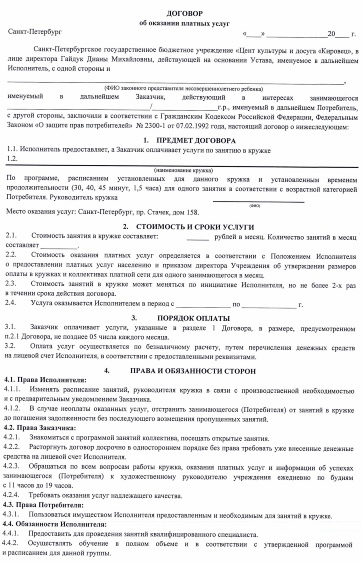 ДОГОВОР
об оказании платных услуг
Санкт-Петербург «____» ____________20____ г.
Санкт-Петербургское государственное бюджетное учреждение «Цент культуры и досуга «Кировец», в
лице директора Гайдук Дианы Михайловны, действующей на основании Устава, именуемое в дальнейшем
Исполнитель, с одной стороны и
(ФИО законного представителя несовершеннолетнего ребенка)
именуемый в дальнейшем Заказчик, действующий в интересах занимающегося
____________________/____________г.р., именуемый в дальнейшем Потребитель,
с другой стороны, заключили в соответствии с Гражданским Кодексом Российской Федерации, Федеральным
Законом «О защите прав потребителей» № 2300-1 от 07.02.1992 года, настоящий договор о нижеследующем:
1. ПРЕДМЕТ ДОГОВОРА
1.1. Исполнитель предоставляет, а Заказчик оплачивает услуги по занятию в кружке
1.2.
(наименование кружка)
По программе, расписанием установленных для данного кружка и установленным временем
продолжительности (30, 40, 45 минут, 1,5 часа) для одного занятия в соответствии с возрастной категорией
Потребителя. Руководитель кружка ____________________
(ФИО)
Место оказания услуг: Санкт-Петербург, пр. Стачек, дом 158.
2. СТОИМОСТЬ И СРОКИ УСЛУГИ
2.1. Стоимость занятия в кружке составляет: ______ рублей в месяц. Количество занятий в месяц
составляет __________.
2.2. Стоимость оказания платных услуг определяется в соответствии с Положением Исполнителя
о предоставлении платных услуг населению и приказом директора Учреждения об утверждении размеров
оплаты в кружках и коллективах платной сети для одного занимающегося в месяц.
2.3. Стоимость занятий в кружке может меняться по инициативе Исполнителя, но не более 2-х раз
в течении срока действия договора.
2.4. Услуга оказывается Исполнителем в период с ______________ по ______________ г.
3. ПОРЯДОК ОПЛАТЫ
3.1. Заказчик оплачивает услуги, указанные в разделе 1 Договора, в размере, предусмотренном
п.2.1 Договора, не позднее 05 числа каждого месяца.
3.2. Оплата услуг осуществляется по безналичному расчету, путем перечисления денежных средств
на лицевой счет Исполнителя, в соответствии с предоставленными реквизитами.
4. ПРАВА И ОБЯЗАННОСТИ СТОРОН
4.1. Права Исполнителя:
4.1.1. Изменять расписание занятий, руководителя кружка в связи с производственной необходимостью
и с предварительным уведомлением Заказчика.
4.1.2. В случае неоплаты оказанных услуг, отстранить занимающегося (Потребителя) от занятий в кружке
до погашения задолженности без последующего возмещения пропущенных занятий.
4.2. Права Заказчика:
4.2.1. Знакомиться с программой занятий коллектива, посещать открытые занятия.
4.2.2. Расторгнуть договор досрочно в одностороннем порядке без права требовать уже внесенные денежные
средства на лицевой счет Исполнителя.
4.2.3. Обращаться по всем вопросам работы кружка, оказания платных услуг и информации об успехах
занимающегося (Потребителя) к художественному руководителю учреждения ежедневно по будням
с 11 часов до 19 часов.
4.2.4. Требовать оказания услуг надлежащего качества.
4.3. Права Потребителя:
4.3.1. Пользоваться имуществом Исполнителя предоставленным и необходимым для занятий в кружке.
4.4. Обязанности Исполнителя:
4.4.1. Предоставить для проведения занятий квалифицированного специалиста.
4.4.2. Осуществлять обучение в полном объеме и в соответствии с утвержденной программой
и расписанием для данной группы.